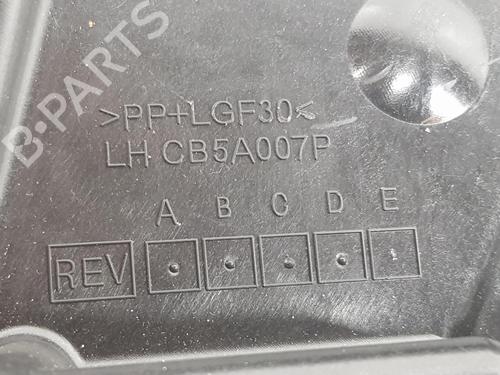 B-PARTS
>PP+LGF30<
LH CB5A007P
A B C D E
REV